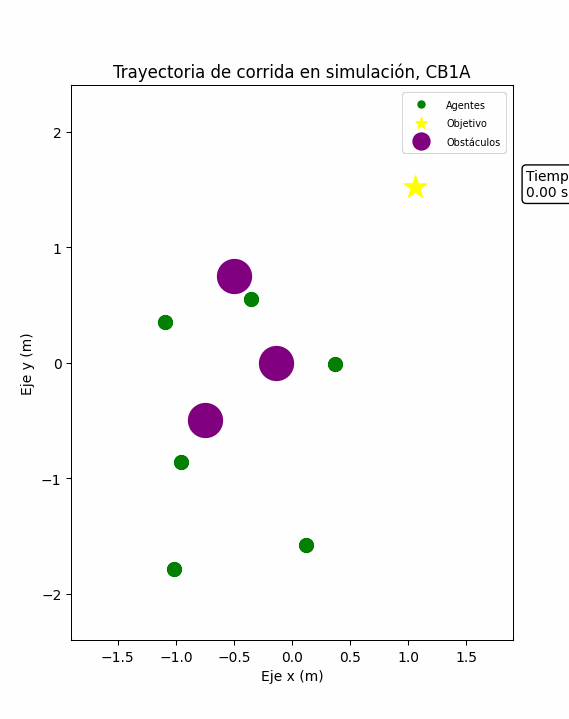 Trayectoria de corrida en simulación, CB1A
Agentes
Objetivo
Obstáculos
0.00 s
Eje y (m)
2
1
0
−1
−2
−1.5 −1.0 −0.5 0.0 0.5 1.0 1.5
Eje x (m)